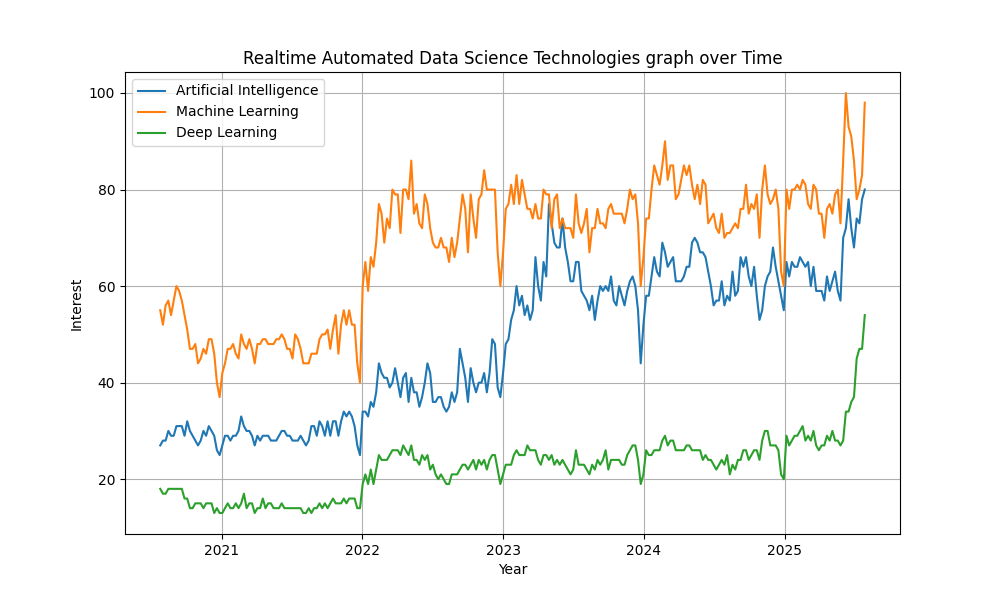 Realtime Automated Data Science Technologies graph over Time
Artificial Intelligence
Machine Learning
Deep Learning
100
80
60
40
20
Interest
2021 2022 2023 2024 2025
Year